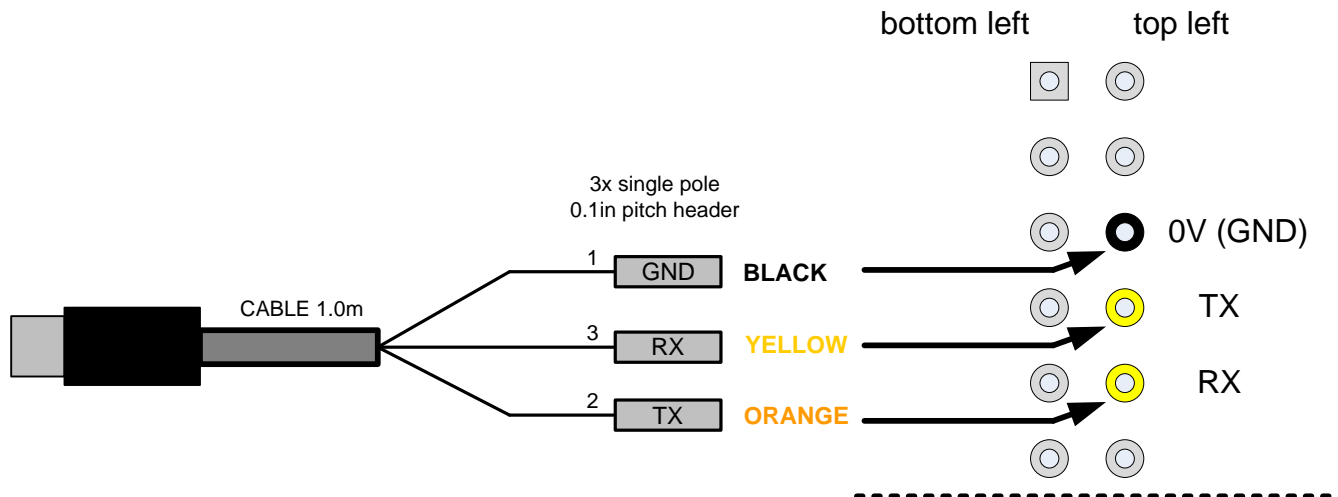 bottom left
top left
3x single pole
0.1in pitch header
CABLE 1.0m
1
GND
BLACK
0V (GND)
3
RX
YELLOW
TX
2
TX
ORANGE
RX